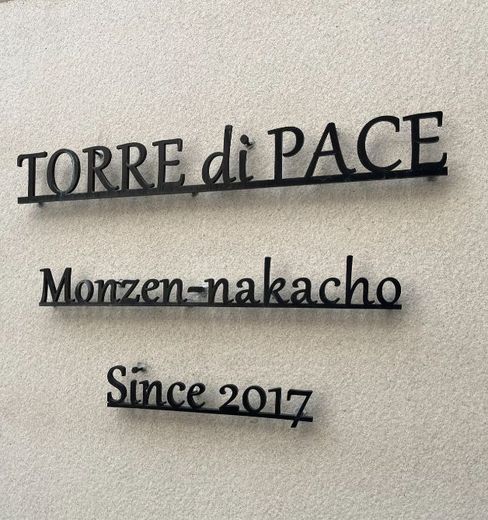 TORRE di PACE
Monzen-nakacho
Since 2017